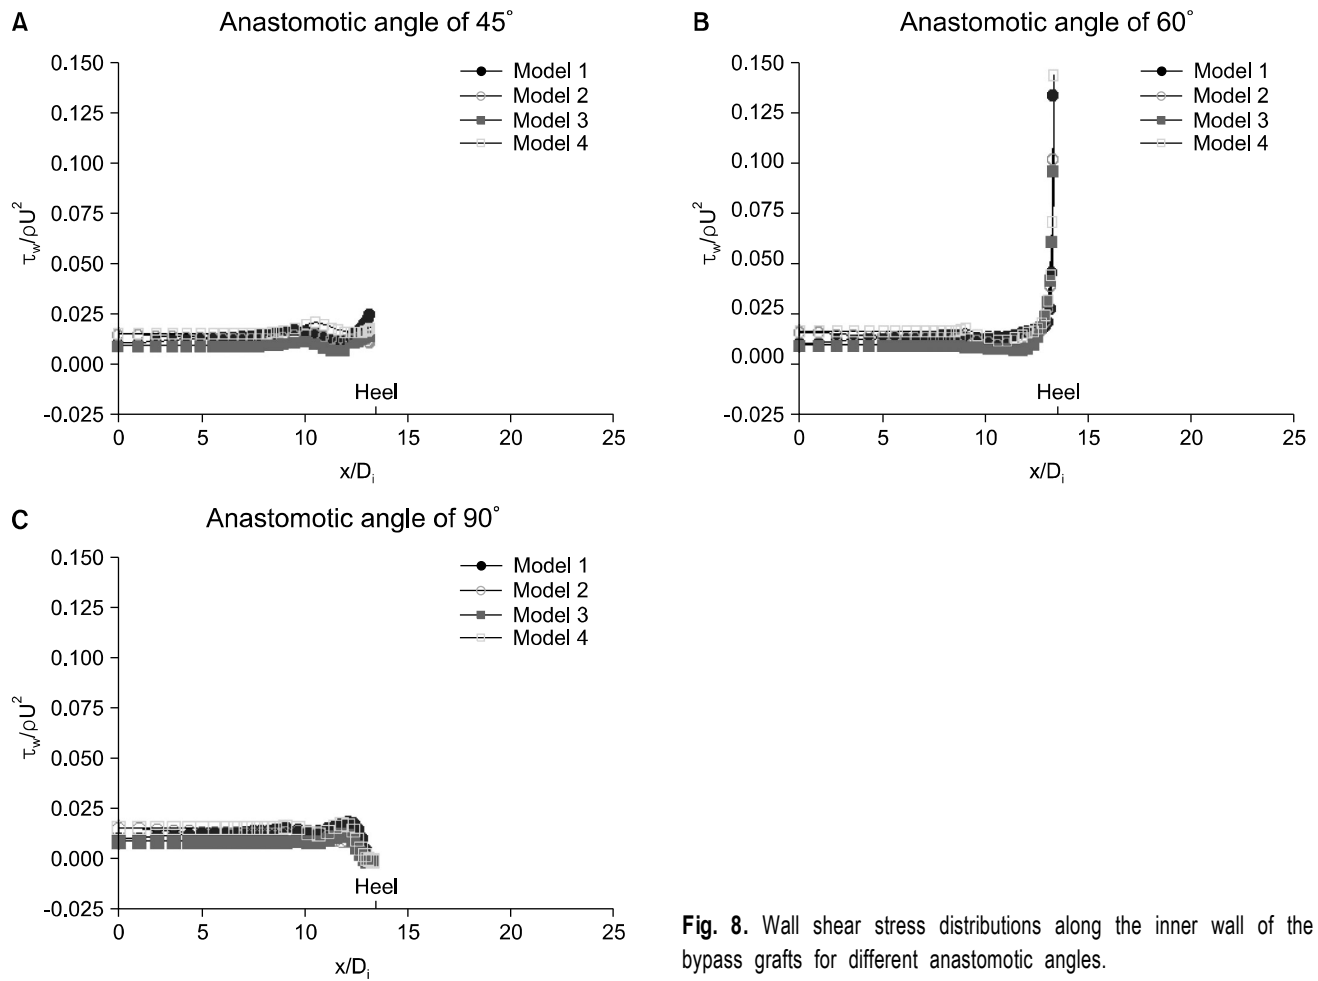 A
Anastomotic angle of 45°
0.150
0.125
0.100
0.075
0.050
0.025
0.000
-0.025
τw/ρU²
Model 1
Model 2
Model 3
Model 4
Heel
0 5 10 15 20 25
x/Di
B
Anastomotic angle of 60°
0.150
0.125
0.100
0.075
0.050
0.025
0.000
-0.025
τw/ρU²
Model 1
Model 2
Model 3
Model 4
Heel
0 5 10 15 20 25
x/Di
C
Anastomotic angle of 90°
0.150
0.125
0.100
0.075
0.050
0.025
0.000
-0.025
τw/ρU²
Model 1
Model 2
Model 3
Model 4
Heel
0 5 10 15 20 25
x/Di
Fig. 8. Wall shear stress distributions along the inner wall of the
bypass grafts for different anastomotic angles.